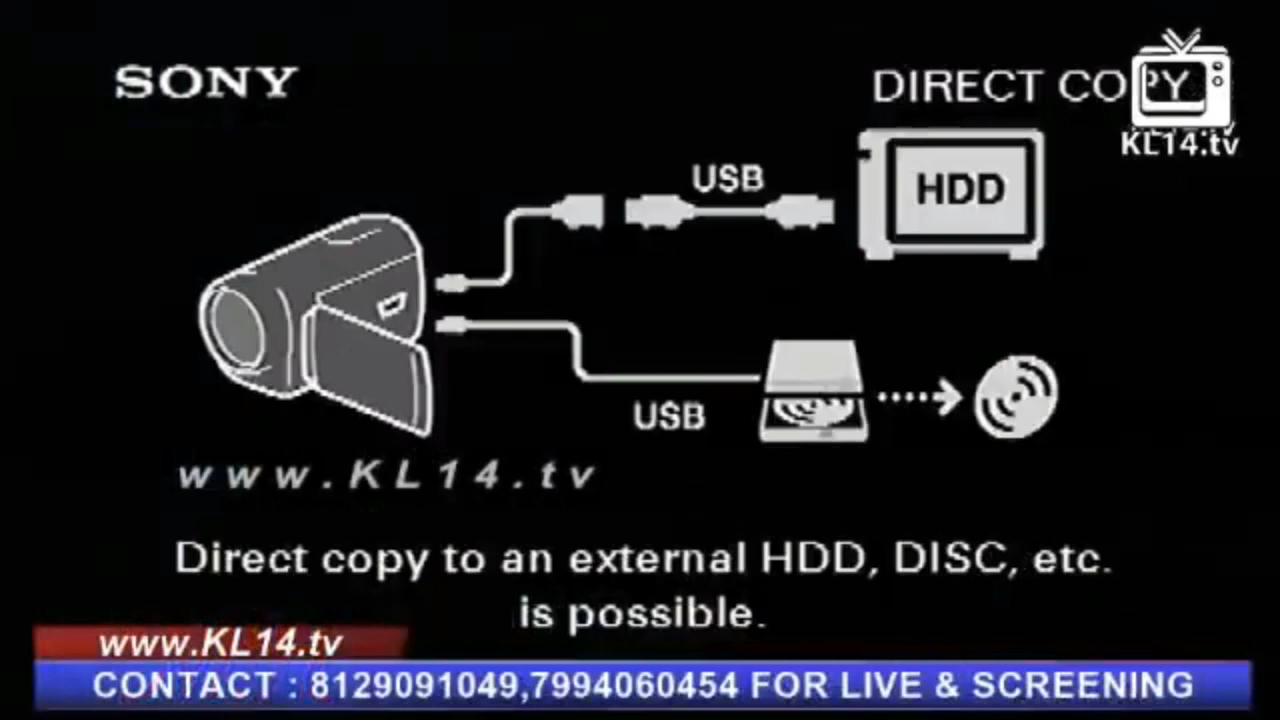 SONY
DIRECT COPY
KL14.tv
USB
HDD
USB
www.KL14.tv
Direct copy to an external HDD, DISC, etc.
is possible.
www.KL14.tv
CONTACT : 8129091049,7994060454 FOR LIVE & SCREENING